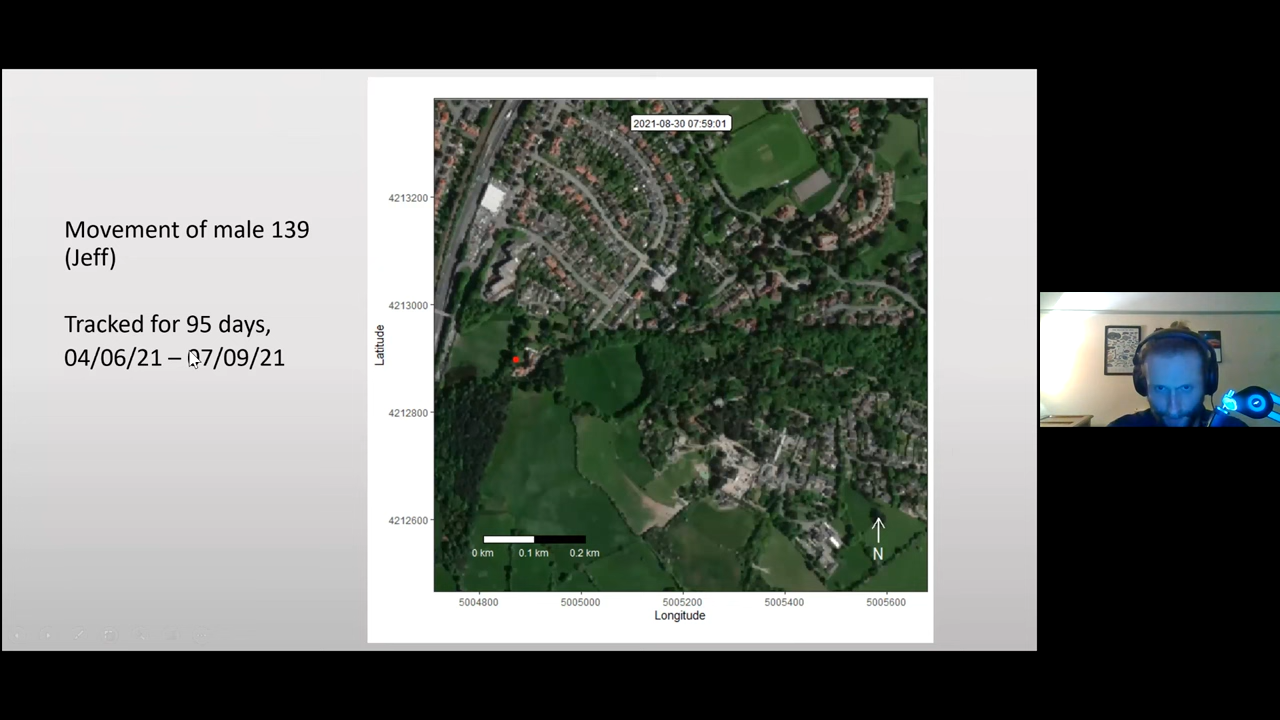 2021-08-30 07:59:01
Movement of male 139
(Jeff)
Tracked for 95 days,
04/06/21 – 07/09/21
Latitude
4213200
4213000
4212800
4212600
0 km
0.1 km
0.2 km
N
5004800
5005000
5005200
5005400
5005600
Longitude